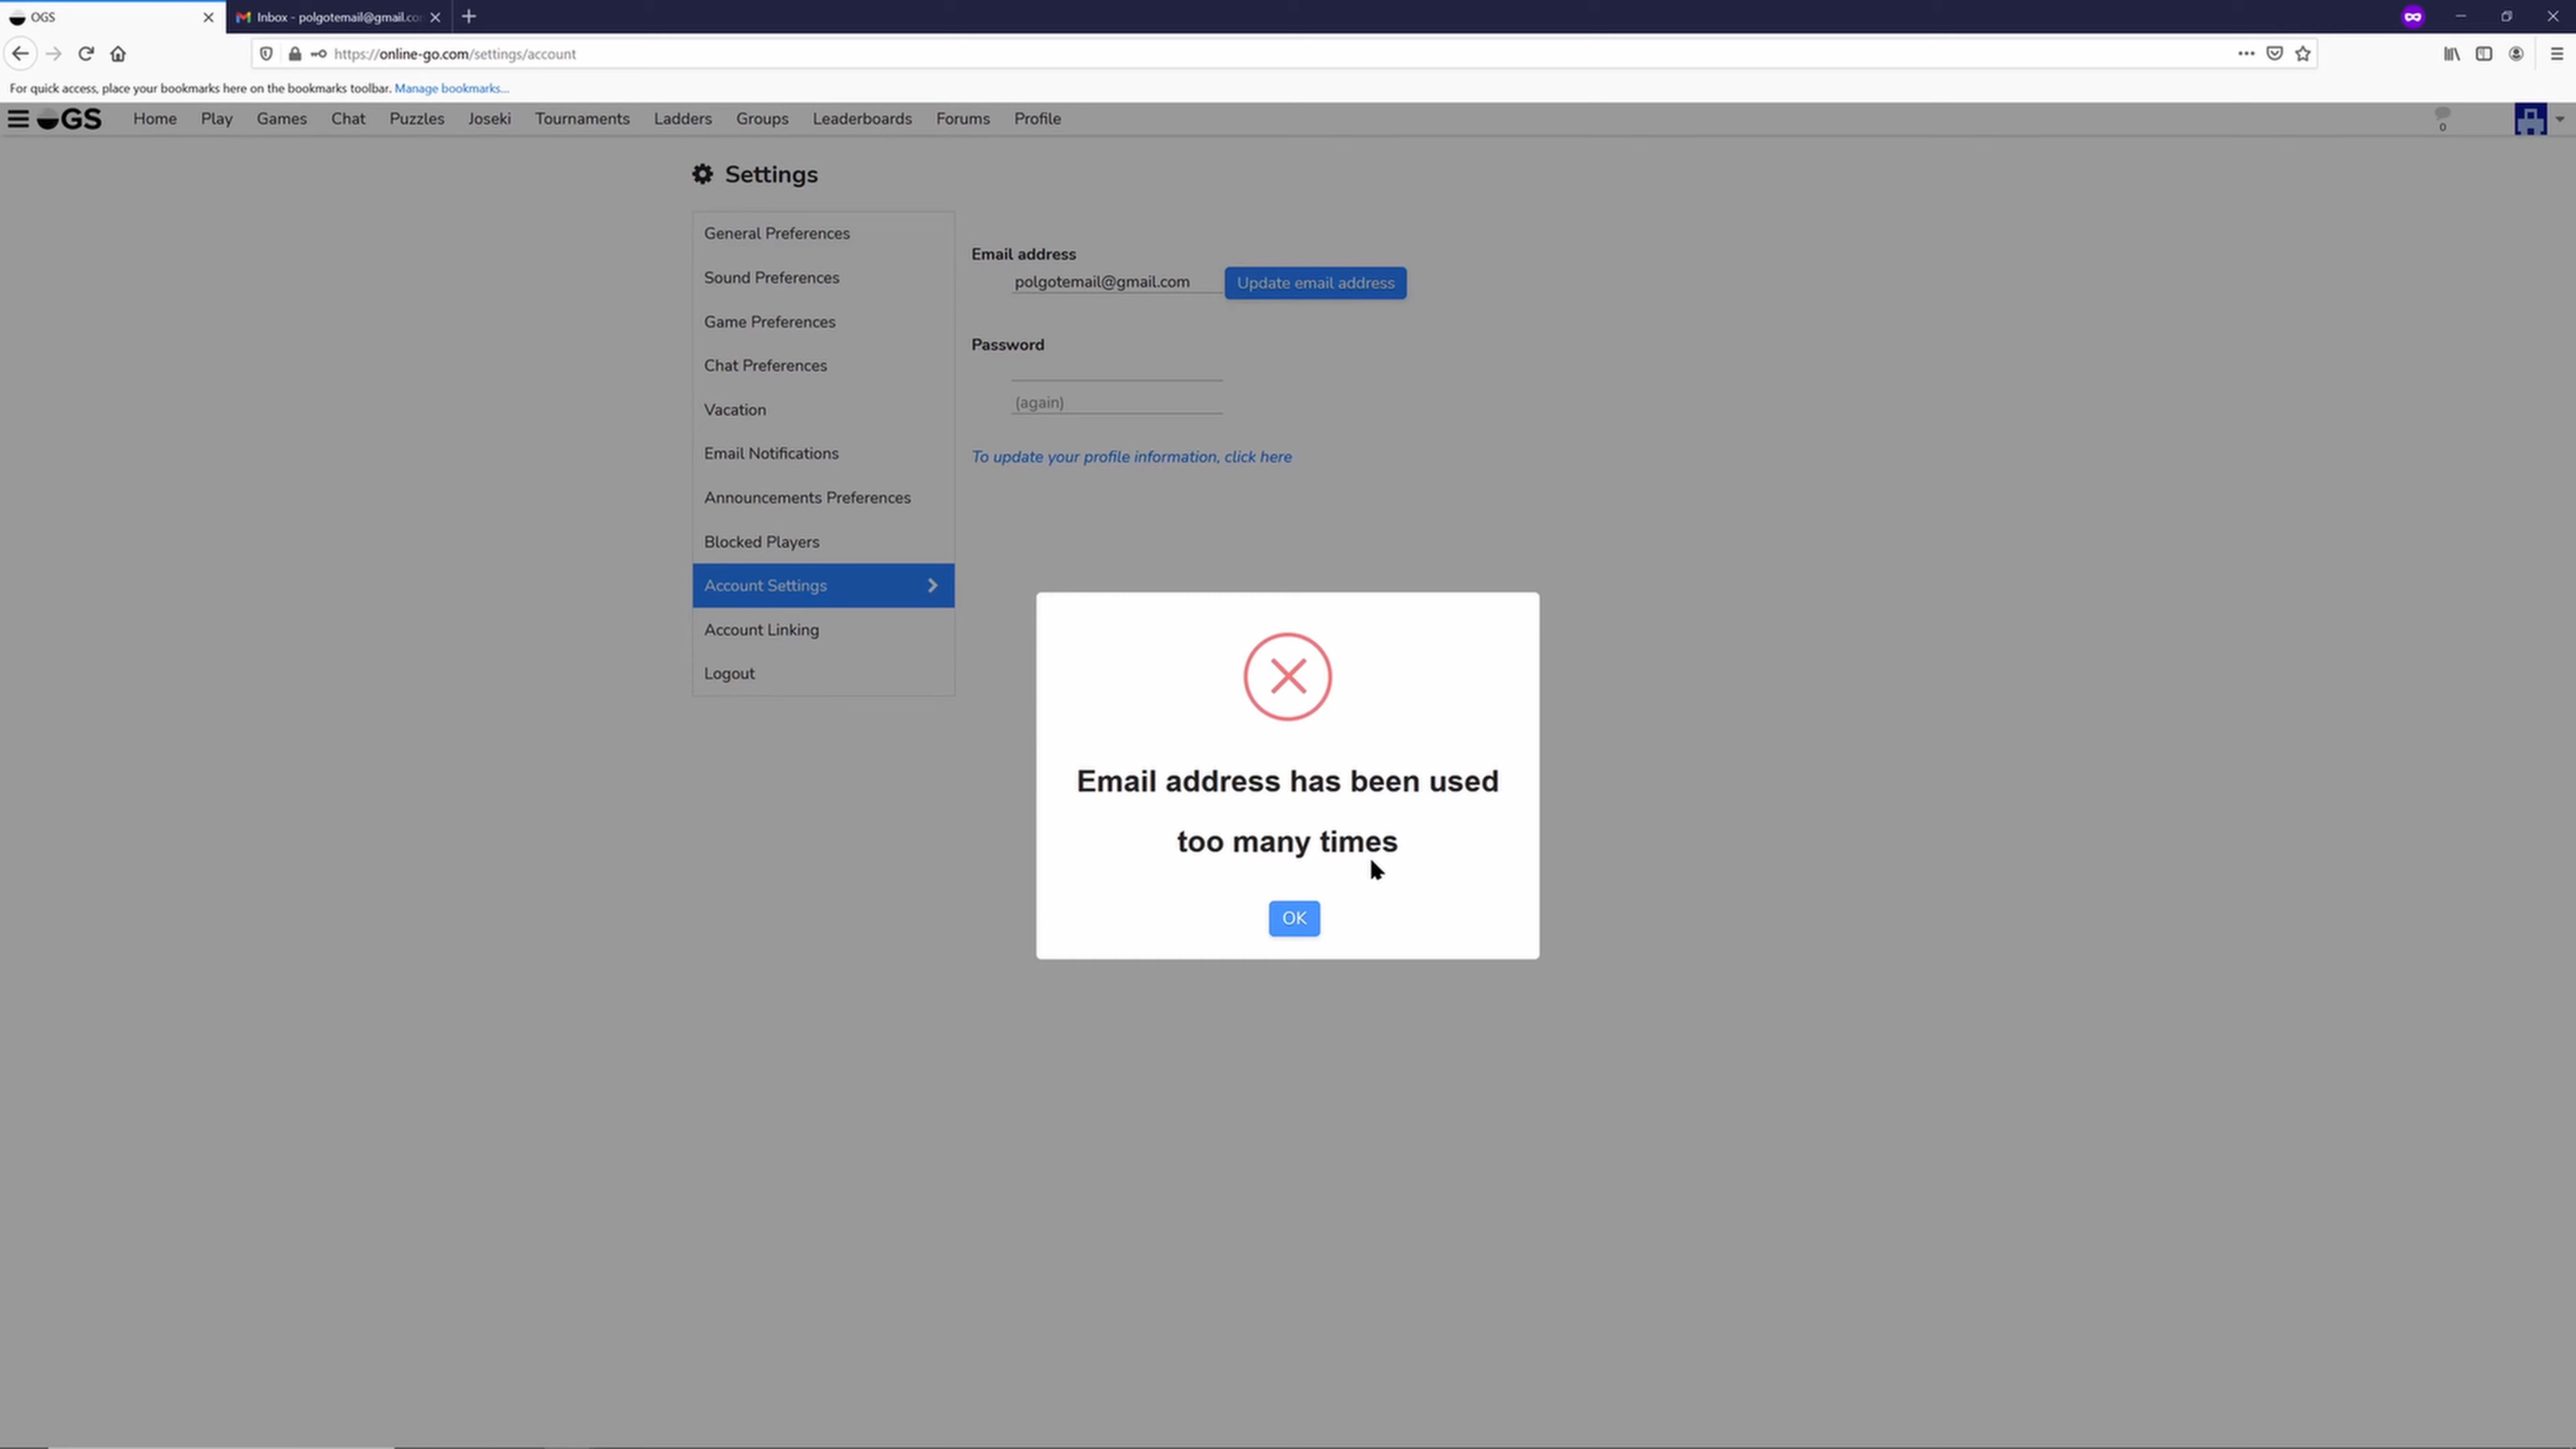 OGS
Inbox - polgotemail@gmail.co
https://online-go.com/settings/account
For quick access, place your bookmarks here on the bookmarks toolbar. Manage bookmarks...
GS Home Play Games Chat Puzzles Joseki Tournaments Ladders Groups Leaderboards Forums Profile
0
Settings
General Preferences
Sound Preferences
Game Preferences
Chat Preferences
Vacation
Email Notifications
Announcements Preferences
Blocked Players
Account Settings
Account Linking
Logout
Email address
polgotemail@gmail.com Update email address
Password
(again)
To update your profile information, click here
Email address has been used
too many times
OK